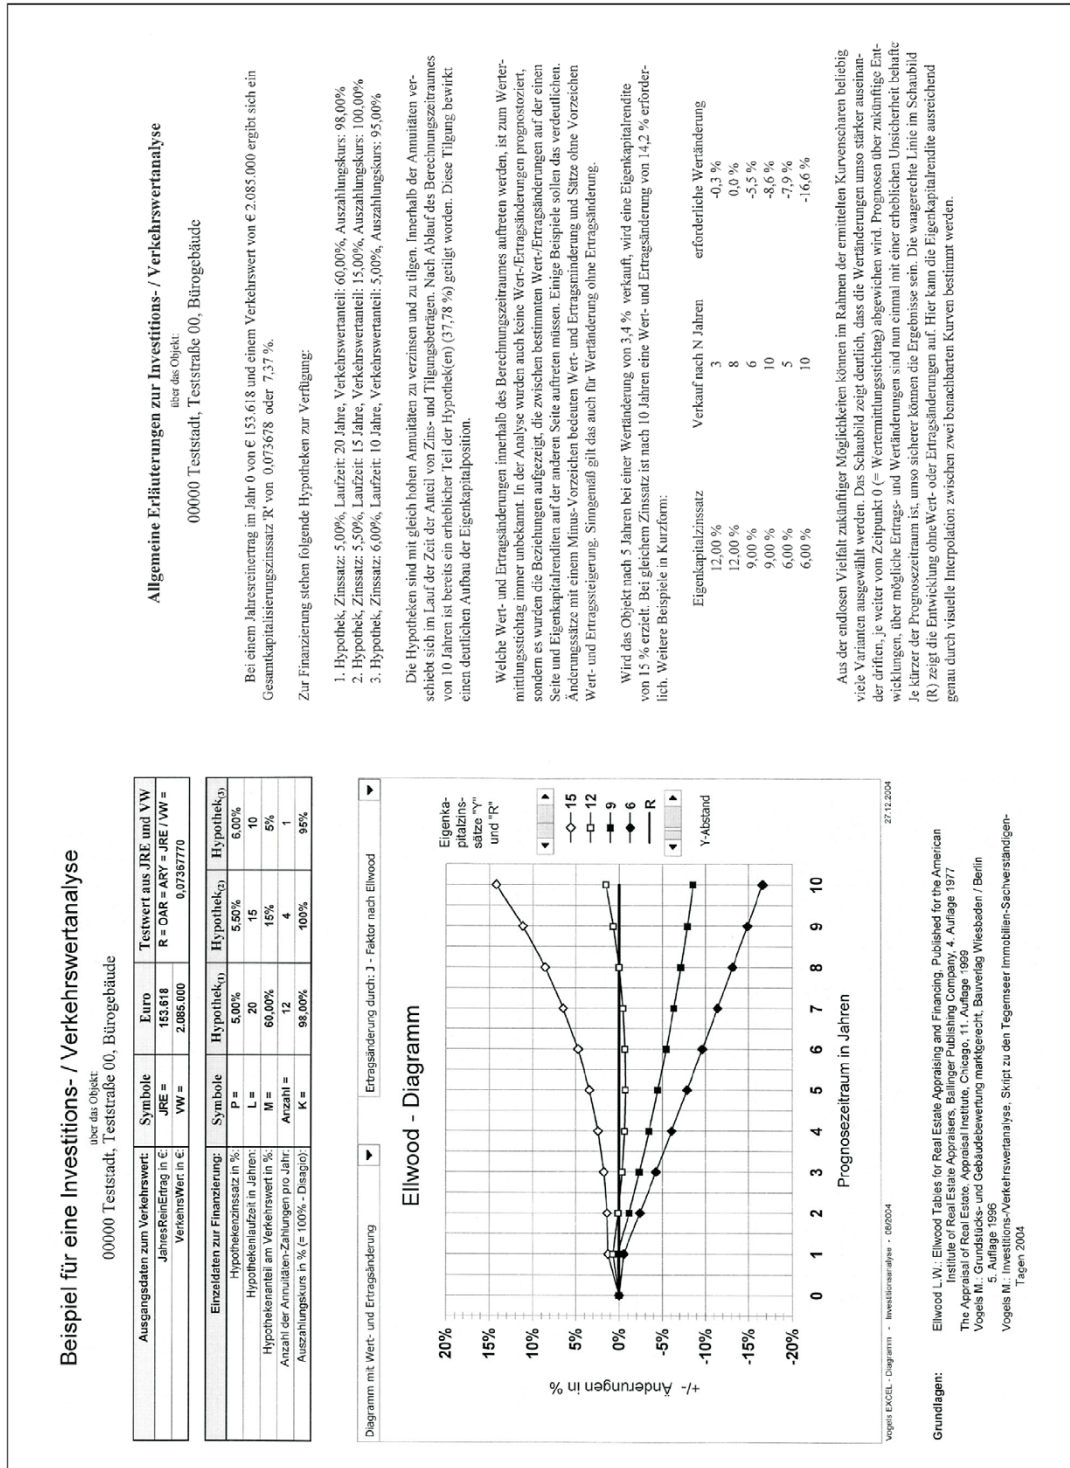 Beispiel für eine Investitions- / Verkehrswertanalyse
über das Objekt:
00000 Teststadt, Teststraße 00, Bürogebäude
Ausgangsdaten zum Verkehrswert: Symbole Euro Testwert aus JRE und VW
JahresReinErtrag in €: JRE = 153.618 R = OAR = ARY = JRE / VW =
VerkehrsWert in €: VW = 2.085.000 0,07367770
Einzeldaten zur Finanzierung: Symbole Hypothek(1) Hypothek(2) Hypothek(3)
Hypothekenzinssatz in %: P = 5,00% 5,50% 6,00%
Hypothekenlaufzeit in Jahren: L = 20 15 10
Hypothekenanteil am Verkehrswert in %: M = 60,00% 15% 5%
Anzahl der Annuitäten-Zahlungen pro Jahr: Anzahl = 12 4 1
Auszahlungskurs in % (= 100% - Disagio): K = 98,00% 100% 95%
Diagramm mit Wert- und Ertragsänderung
Ertragsänderung durch: J - Faktor nach Ellwood
Ellwood - Diagramm
+/- Änderungen in %
20%
15%
10%
5%
0%
-5%
-10%
-15%
-20%
0 1 2 3 4 5 6 7 8 9 10
Prognosezeitraum in Jahren
Eigenka-
pitalzins-
sätze "Y"
und "R"
15
12
9
6
R
Y-Abstand
Vogels EXCEL - Diagramm - Investitionsanalyse - 08/2004
27.12.2004
Grundlagen:
Ellwood L.W.: Ellwood Tables for Real Estate Appraising and Financing, Published for the American
Institute of Real Estate Appraisers, Ballinger Publishing Company, 4. Auflage 1977
The Appraisal of Real Estate, Appraisal Institute, Chicago, 11. Auflage 1999
Vogels M.: Grundstücks- und Gebäudebewertung marktgerecht, Bauverlag Wiesbaden / Berlin
5. Auflage 1996
Vogels M.: Investitions-/Verkehrswertanalyse, Skript zu den Tegernseer Immobilien-Sachverständigen-
Tagen 2004
Allgemeine Erläuterungen zur Investitions- / Verkehrswertanalyse
über das Objekt:
00000 Teststadt, Teststraße 00, Bürogebäude
Bei einem Jahresreinertrag im Jahr 0 von € 153.618 und einem Verkehrswert von € 2.085.000 ergibt sich ein
Gesamtkapitalisierungszinssatz 'R' von 0,073678 oder 7,37 %.
Zur Finanzierung stehen folgende Hypotheken zur Verfügung:
1. Hypothek, Zinssatz: 5,00%, Laufzeit: 20 Jahre, Verkehrswertanteil: 60,00%, Auszahlungskurs: 98,00%
2. Hypothek, Zinssatz: 5,50%, Laufzeit: 15 Jahre, Verkehrswertanteil: 15,00%, Auszahlungskurs: 100,00%
3. Hypothek, Zinssatz: 6,00%, Laufzeit: 10 Jahre, Verkehrswertanteil: 5,00%, Auszahlungskurs: 95,00%
Die Hypotheken sind mit gleich hohen Annuitäten zu verzinsen und zu tilgen. Innerhalb der Annuitäten ver-
schiebt sich im Lauf der Zeit der Anteil von Zins- und Tilgungsbeträgen. Nach Ablauf des Berechnungszeitraumes
von 10 Jahren ist bereits ein erheblicher Teil der Hypothek(en) (37,78 %) getilgt worden. Diese Tilgung bewirkt
einen deutlichen Aufbau der Eigenkapitalposition.
Welche Wert- und Ertragsänderungen innerhalb des Berechnungszeitraumes auftreten werden, ist zum Werter-
mittlungsstichtag immer unbekannt. In der Analyse wurden auch keine Wert-/Ertragsänderungen prognostoziert,
sondern es wurden die Beziehungen aufgezeigt, die zwischen bestimmten Wert-/Ertragsänderungen auf der einen
Seite und Eigenkapitalrenditen auf der anderen Seite auftreten müssen. Einige Beispiele sollen das verdeutlichen.
Änderungssätze mit einem Minus-Vorzeichen bedeuten Wert- und Ertragsminderung und Sätze ohne Vorzeichen
Wert- und Ertragssteigerung. Sinngemäß gilt das auch für Wertänderung ohne Ertragsänderung.
Wird das Objekt nach 5 Jahren bei einer Wertänderung von 3,4 % verkauft, wird eine Eigenkapitalrendite
von 15 % erzielt. Bei gleichem Zinssatz ist nach 10 Jahren eine Wert- und Ertragsänderung von 14,2 % erforder-
lich. Weitere Beispiele in Kurzform:
Eigenkapitalzinssatz Verkauf nach N Jahren erforderliche Wertänderung
12,00 % 3 -0,3 %
12,00 % 8 0,0 %
9,00 % 6 -5,5 %
9,00 % 10 -8,6 %
6,00 % 5 -7,9 %
6,00 % 10 -16,6 %
Aus der endlosen Vielfalt zukünftiger Möglichkeiten können im Rahmen der ermittelten Kurvenscharen beliebig
viele Varianten ausgewählt werden. Das Schaubild zeigt deutlich, dass die Wertänderungen umso stärker auseinan-
der driften, je weiter vom Zeitpunkt 0 (= Wertermittlungsstichtag) abgewichen wird. Prognosen über zukünftige Ent-
wicklungen, über mögliche Ertrags- und Wertänderungen sind nun einmal mit einer erheblichen Unsicherheit behaftet
Je kürzer der Prognosezeitraum ist, umso sicherer können die Ergebnisse sein. Die waagerechte Linie im Schaubild
(R) zeigt die Entwicklung ohneWert- oder Ertragsänderungen auf. Hier kann die Eigenkapitalrendite ausreichend
genau durch visuelle Interpolation zwischen zwei benachbarten Kurven bestimmt werden.